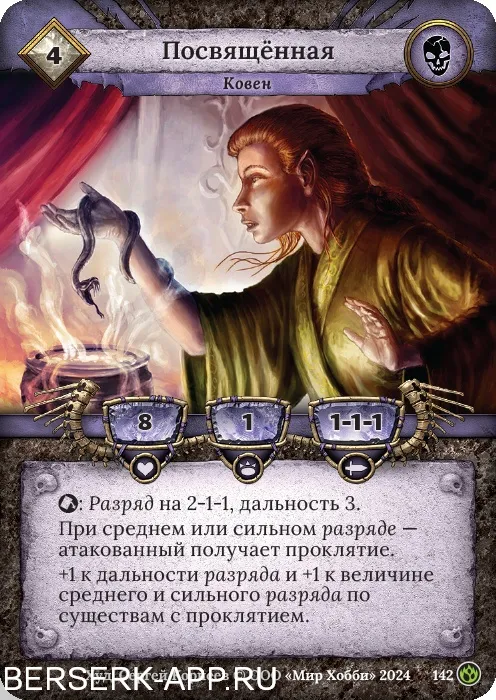 4
Посвящённая
Ковен
8
1
1-1-1
: Разряд на 2-1-1, дальность 3.
При среднем или сильном разряде —
атакованный получает проклятие.
+1 к дальности разряда и +1 к величине
среднего и сильного разряда по
существам с проклятием.
«Мир Хобби» 2024 142
BERSERK-APP.RU